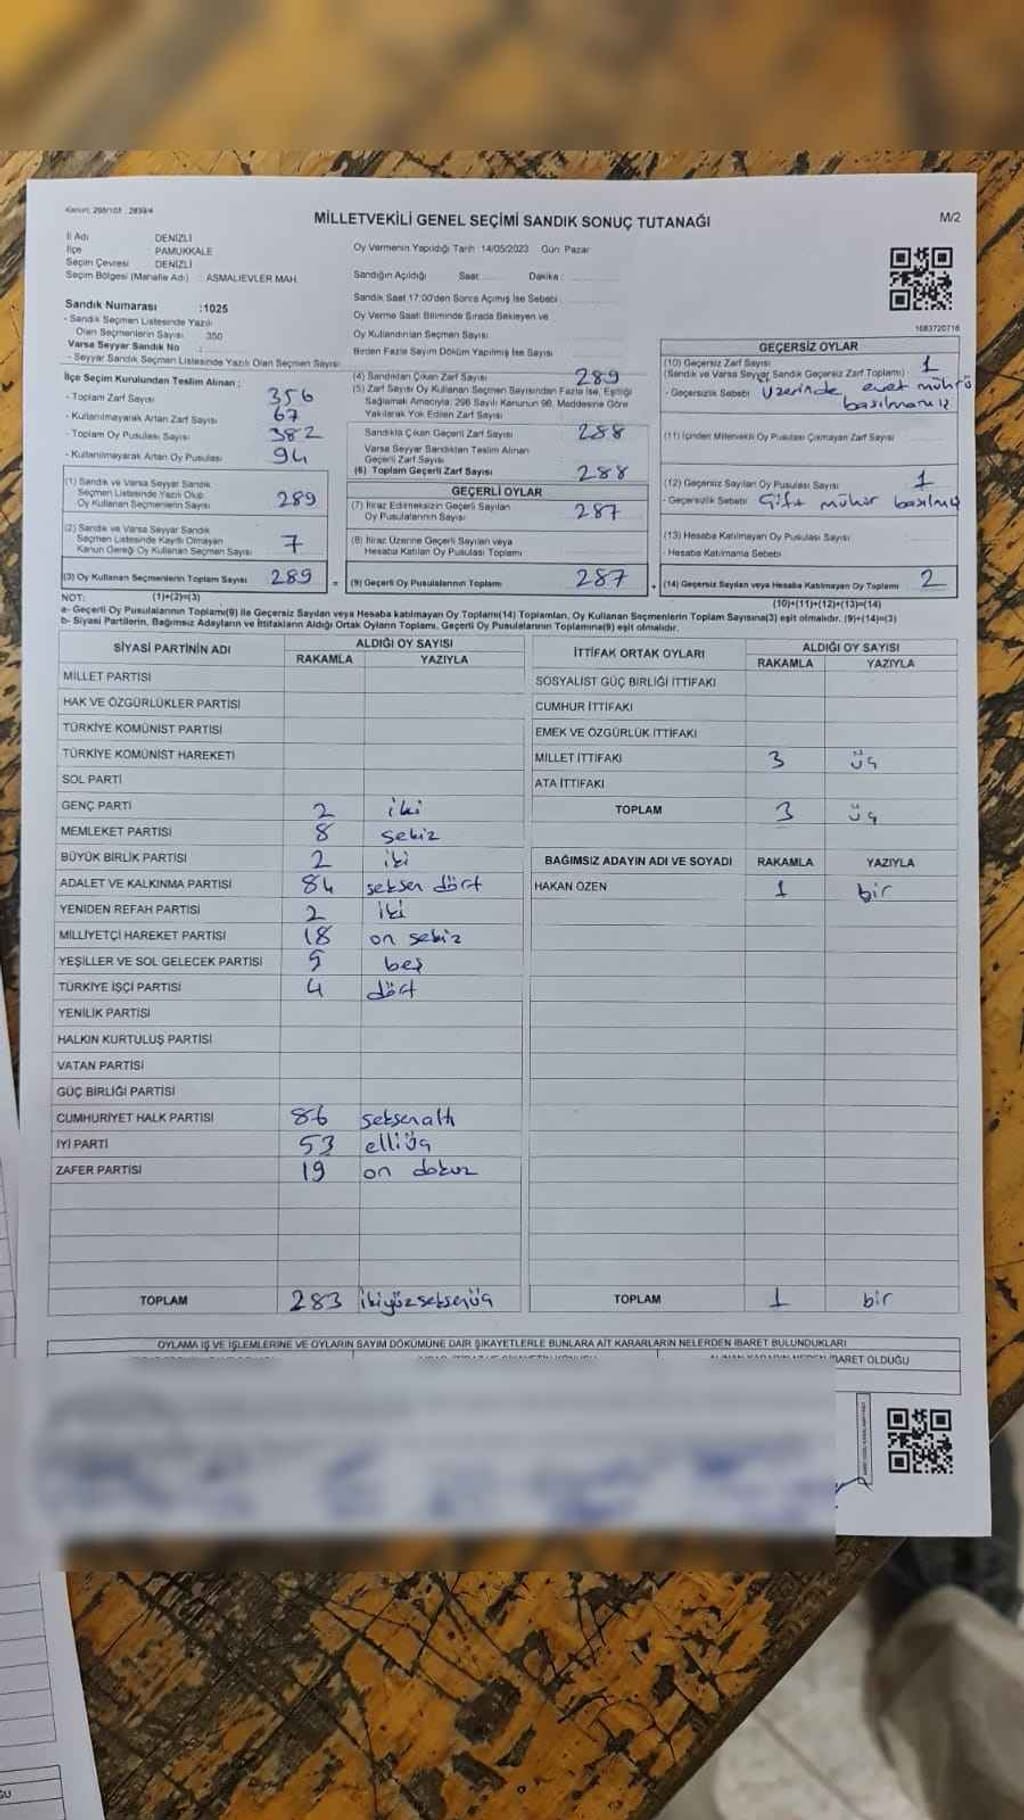 Kanun: 298/105 : 2839/4
MİLLETVEKİLİ GENEL SEÇİMİ SANDIK SONUÇ TUTANAĞI
M/2
İl Adı DENİZLİ
İlçe PAMUKKALE
Seçim Çevresi DENİZLİ
Seçim Bölgesi (Mahalle Adı) : ASMALIEVLER MAH.
Oy Vermenin Yapıldığı Tarih :14/05/2023 Gün: Pazar
Sandığın Açıldığı Saat: Dakika :
Sandık Saat 17:00'den Sonra Açımış İse Sebebi :
Oy Verme Saati Bitiminde Sırada Bekleyen ve
Oy Kullandırılan Seçmen Sayısı
Birden Fazla Sayım Döküm Yapılmış İse Sayısı
1683720716
Sandık Numarası :1025
- Sandık Seçmen Listesinde Yazılı
Olan Seçmenlerin Sayısı 350
Varsa Seyyar Sandık No :
- Seyyar Sandık Seçmen Listesinde Yazılı Olan Seçmen Sayısı
İlçe Seçim Kurulundan Teslim Alınan :
- Toplam Zarf Sayısı 356
- Kullanılmayarak Artan Zarf Sayısı 67
- Toplam Oy Pusulası Sayısı 382
- Kullanılmayarak Artan Oy Pusulası 94
(1) Sandık ve Varsa Seyyar Sandık
Seçmen Listesinde Yazılı Olup
Oy Kullanan Seçmenlerin Sayısı 289
(2) Sandık ve Varsa Seyyar Sandık
Seçmen Listesinde Kayıtlı Olmayan
Kanun Gereği Oy Kullanan Seçmen Sayısı 7
(3) Oy Kullanan Seçmenlerin Toplam Sayısı 289 =
(4) Sandıktan Çıkan Zarf Sayısı 289
(5) Zarf Sayısı Oy Kullanan Seçmen Sayısından Fazla İse, Eşitliği
Sağlamak Amacıyla; 298 Sayılı Kanunun 98. Maddesine Göre
Yakılarak Yok Edilen Zarf Sayısı
Sandıkta Çıkan Geçerli Zarf Sayısı 288
Varsa Seyyar Sandıktan Teslim Alınan
Geçerli Zarf Sayısı
(6) Toplam Geçerli Zarf Sayısı 288
GEÇERLİ OYLAR
(7) İtiraz Edilmeksizin Geçerli Sayılan
Oy Pusulalarının Sayısı 287
(8) İtiraz Üzerine Geçerli Sayılan veya
Hesaba Katılan Oy Pusulası Toplamı
(9) Geçerli Oy Pusulalarının Toplamı 287
GEÇERSİZ OYLAR
(10) Geçersiz Zarf Sayısı 1
(Sandık ve Varsa Seyyar Sandık Geçersiz Zarf Toplamı) :
- Geçersizlik Sebebi üzerinde evet mührü
basılmamız
(11) İçinden Milletvekili Oy Pusulası Çıkmayan Zarf Sayısı
(12) Geçersiz Sayılan Oy Pusulası Sayısı 1
- Geçersizlik Sebebi Çift mühür basılmış
(13) Hesaba Katılmayan Oy Pusulası Sayısı
- Hesaba Katılmama Sebebi
(14) Geçersiz Sayılan veya Hesaba Katılmayan Oy Toplamı 2
NOT: (1)+(2)=(3)
(10)+(11)+(12)+(13)=(14)
a- Geçerli Oy Pusulalarının Toplamı(9) ile Geçersiz Sayılan veya Hesaba katılmayan Oy Toplamı(14) Toplamları, Oy Kullanan Seçmenlerin Toplam Sayısına(3) eşit olmalıdır. (9)+(14)=(3)
b- Siyasi Partilerin, Bağımsız Adayların ve İttifakların Aldığı Ortak Oyların Toplamı, Geçerli Oy Pusulalarının Toplamına(9) eşit olmalıdır.
SİYASİ PARTİNİN ADI ALDIĞI OY SAYISI
RAKAMLA YAZIYLA
MİLLET PARTİSİ
HAK VE ÖZGÜRLÜKLER PARTİSİ
TÜRKİYE KOMÜNİST PARTİSİ
TÜRKİYE KOMÜNİST HAREKETİ
SOL PARTİ
GENÇ PARTİ 2 iki
MEMLEKET PARTİSİ 8 sekiz
BÜYÜK BİRLİK PARTİSİ 2 iki
ADALET VE KALKINMA PARTİSİ 84 seksen dört
YENİDEN REFAH PARTİSİ 2 iki
MİLLİYETÇİ HAREKET PARTİSİ 18 on sekiz
YEŞİLLER VE SOL GELECEK PARTİSİ 5 beş
TÜRKİYE İŞÇİ PARTİSİ 4 dört
YENİLİK PARTİSİ
HALKIN KURTULUŞ PARTİSİ
VATAN PARTİSİ
GÜÇ BİRLİĞİ PARTİSİ
CUMHURİYET HALK PARTİSİ 86 seksenaltı
İYİ PARTİ 53 elliüç
ZAFER PARTİSİ 19 on dokuz
TOPLAM 283 ikiyüzseksenüç
İTTİFAK ORTAK OYLARI ALDIĞI OY SAYISI
RAKAMLA YAZIYLA
SOSYALİST GÜÇ BİRLİĞİ İTTİFAKI
CUMHUR İTTİFAKI
EMEK VE ÖZGÜRLÜK İTTİFAKI
MİLLET İTTİFAKI 3 üç
ATA İTTİFAKI
TOPLAM 3 üç
BAĞIMSIZ ADAYIN ADI VE SOYADI RAKAMLA YAZIYLA
HAKAN ÖZEN 1 bir
TOPLAM 1 bir
OYLAMA İŞ VE İŞLEMLERİNE VE OYLARIN SAYIM DÖKÜMÜNE DAİR ŞİKAYETLERLE BUNLARA AİT KARARLARIN NELERDEN İBARET BULUNDUKLARI
İBARET OLDUĞU